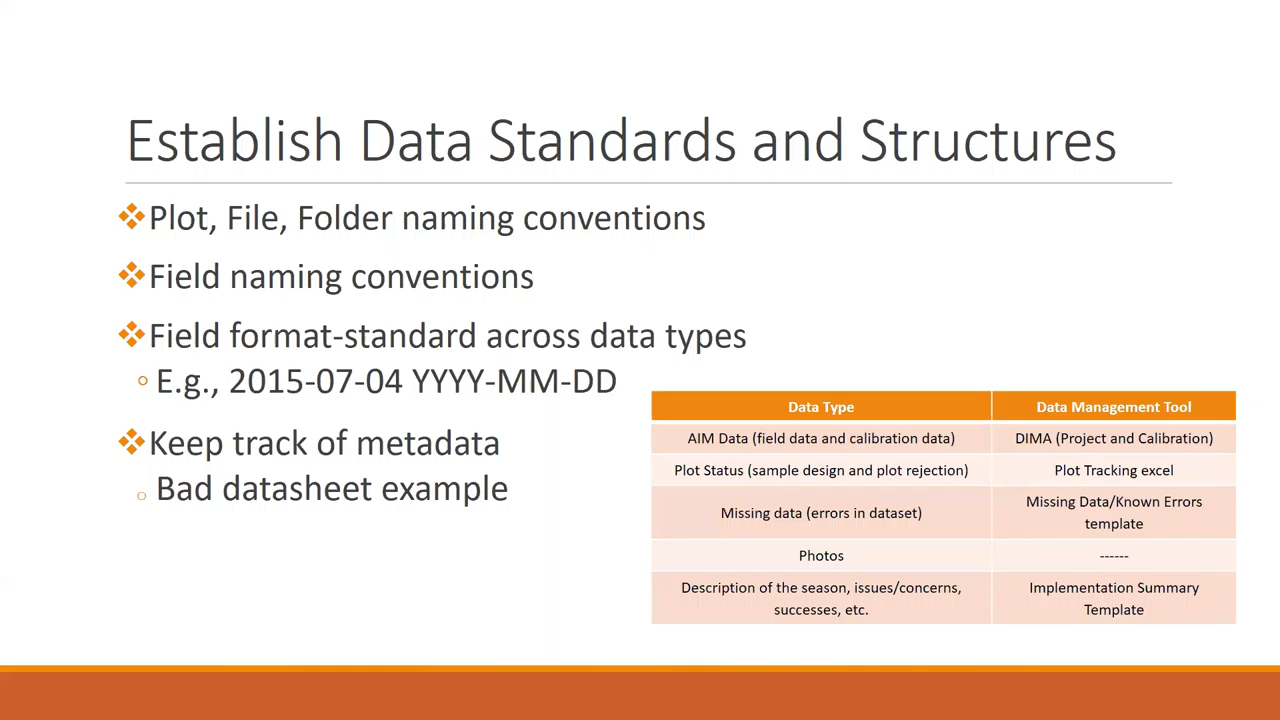 Establish Data Standards and Structures
Plot, File, Folder naming conventions
Field naming conventions
Field format-standard across data types
E.g., 2015-07-04 YYYY-MM-DD
Keep track of metadata
Bad datasheet example
Data Type Data Management Tool
AIM Data (field data and calibration data) DIMA (Project and Calibration)
Plot Status (sample design and plot rejection) Plot Tracking excel
Missing data (errors in dataset) Missing Data/Known Errors
template
Photos ------
Description of the season, issues/concerns, Implementation Summary
successes, etc. Template